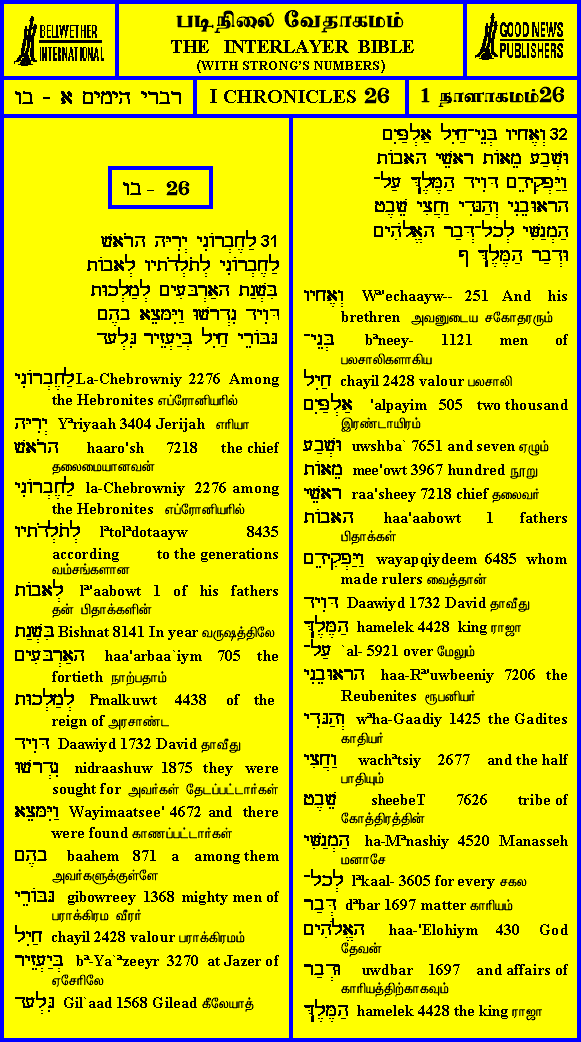 BELLWETHER
INTERNATIONAL
படிநிலை வேதாகமம்
THE INTERLAYER BIBLE
(WITH STRONG'S NUMBERS)
GOOD NEWS
PUBLISHERS
דברי הימים א - כו
I CHRONICLES 26
1 நாளாகமம்26
כו - 26
31 לַחֶבְרוֹנִי יְרִיָּה הָרֹאשׁ
לַחֶבְרוֹנִי לְתֹלְדֹתָיו לְאָבוֹת
בִּשְׁנַת הָאַרְבָּעִים לְמַלְכוּת
דָּוִיד נִדְרָשׁוּ וַיִּמָּצֵא בָהֶם
גִּבּוֹרֵי חַיִל בְּיַעְזֵיר גִּלְעָד
לַחֶבְרוֹנִי La-Chebrowniy 2276 Among
the Hebronites எப்ரோனியரில்
יְרִיָּה Yªriyaah 3404 Jerijah எரியா
הָרֹאשׁ haaro'sh 7218 the chief
தலைமையானவன்
לַחֶבְרוֹנִי la-Chebrowniy 2276 among
the Hebronites எப்ரோனியரில்
לְתֹלְדֹתָיו lªtolªdotaayw 8435
according to the generations
வம்சங்களான
לְאָבוֹת lª'aabowt 1 of his fathers
தன் பிதாக்களின்
בִּשְׁנַת Bishnat 8141 In year வருஷத்திலே
הָאַרְבָּעִים haa'arbaa`iym 705 the
fortieth நாற்பதாம்
לְמַלְכוּת lªmalkuwt 4438 of the
reign of அரசாண்ட
דָּוִיד Daawiyd 1732 David தாவீது
נִדְרָשׁוּ nidraashuw 1875 they were
sought for அவர்கள் தேடப்பட்டார்கள்
וַיִּמָּצֵא Wayimaatsee' 4672 and there
were found காணப்பட்டார்கள்
בָהֶם baahem 871 a among them
அவர்களுக்குள்ளே
גִּבּוֹרֵי gibowreey 1368 mighty men of
பராக்கிரம வீரர்
חַיִל chayil 2428 valour பராக்கிரமம்
בְּיַעְזֵיר bª-Ya`ªzeeyr 3270 at Jazer of
ஏசேரிலே
גִּלְעָד Gil`aad 1568 Gilead கீலேயாத்
32 וְאֶחָיו בְּנֵי־חַיִל אַלְפַּיִם
וּשְׁבַע מֵאוֹת רָאשֵׁי הָאָבוֹת
וַיַּפְקִידֵם דָּוִיד הַמֶּלֶךְ עַל־
הָראוּבֵנִי וְהַגָּדִי וַחֲצִי שֵׁבֶט
הַמְנַשִּׁי לְכָל־דְּבַר הָאֱלֹהִים
וּדְבַר הַמֶּלֶךְ ף
וְאֶחָיו Wª'echaayw-- 251 And his
brethren அவனுடைய சகோதரரும்
בְּנֵי־ bªneey- 1121 men of
பலசாலிகளாகிய
חַיִל chayil 2428 valour பலசாலி
אַלְפַּיִם 'alpayim 505 two thousand
இரண்டாயிரம்
וּשְׁבַע uwshba` 7651 and seven ஏழும்
מֵאוֹת mee'owt 3967 hundred நூறு
רָאשֵׁי raa'sheey 7218 chief தலைவர்
הָאָבוֹת haa'aabowt 1 fathers
பிதாக்கள்
וַיַּפְקִידֵם wayapqiydeem 6485 whom
made rulers வைத்தான்
דָּוִיד Daawiyd 1732 David தாவீது
הַמֶּלֶךְ hamelek 4428 king ராஜா
עַל־ `al- 5921 over மேலும்
הָראוּבֵנִי haa-Rª'uwbeeniy 7206 the
Reubenites ரூபனியர்
וְהַגָּדִי wªha-Gaadiy 1425 the Gadites
காதியர்
וַחֲצִי wachªtsiy 2677 and the half
பாதியும்
שֵׁבֶט sheebeT 7626 tribe of
கோத்திரத்தின்
הַמְנַשִּׁי ha-Mªnashiy 4520 Manasseh
மனாசே
לְכָל־ lªkaal- 3605 for every சகல
דְּבַר dªbar 1697 matter காரியம்
הָאֱלֹהִים haa-'Elohiym 430 God
தேவன்
וּדְבַר uwdbar 1697 and affairs of
காரியத்திற்காகவும்
הַמֶּלֶךְ hamelek 4428 the king ராஜா